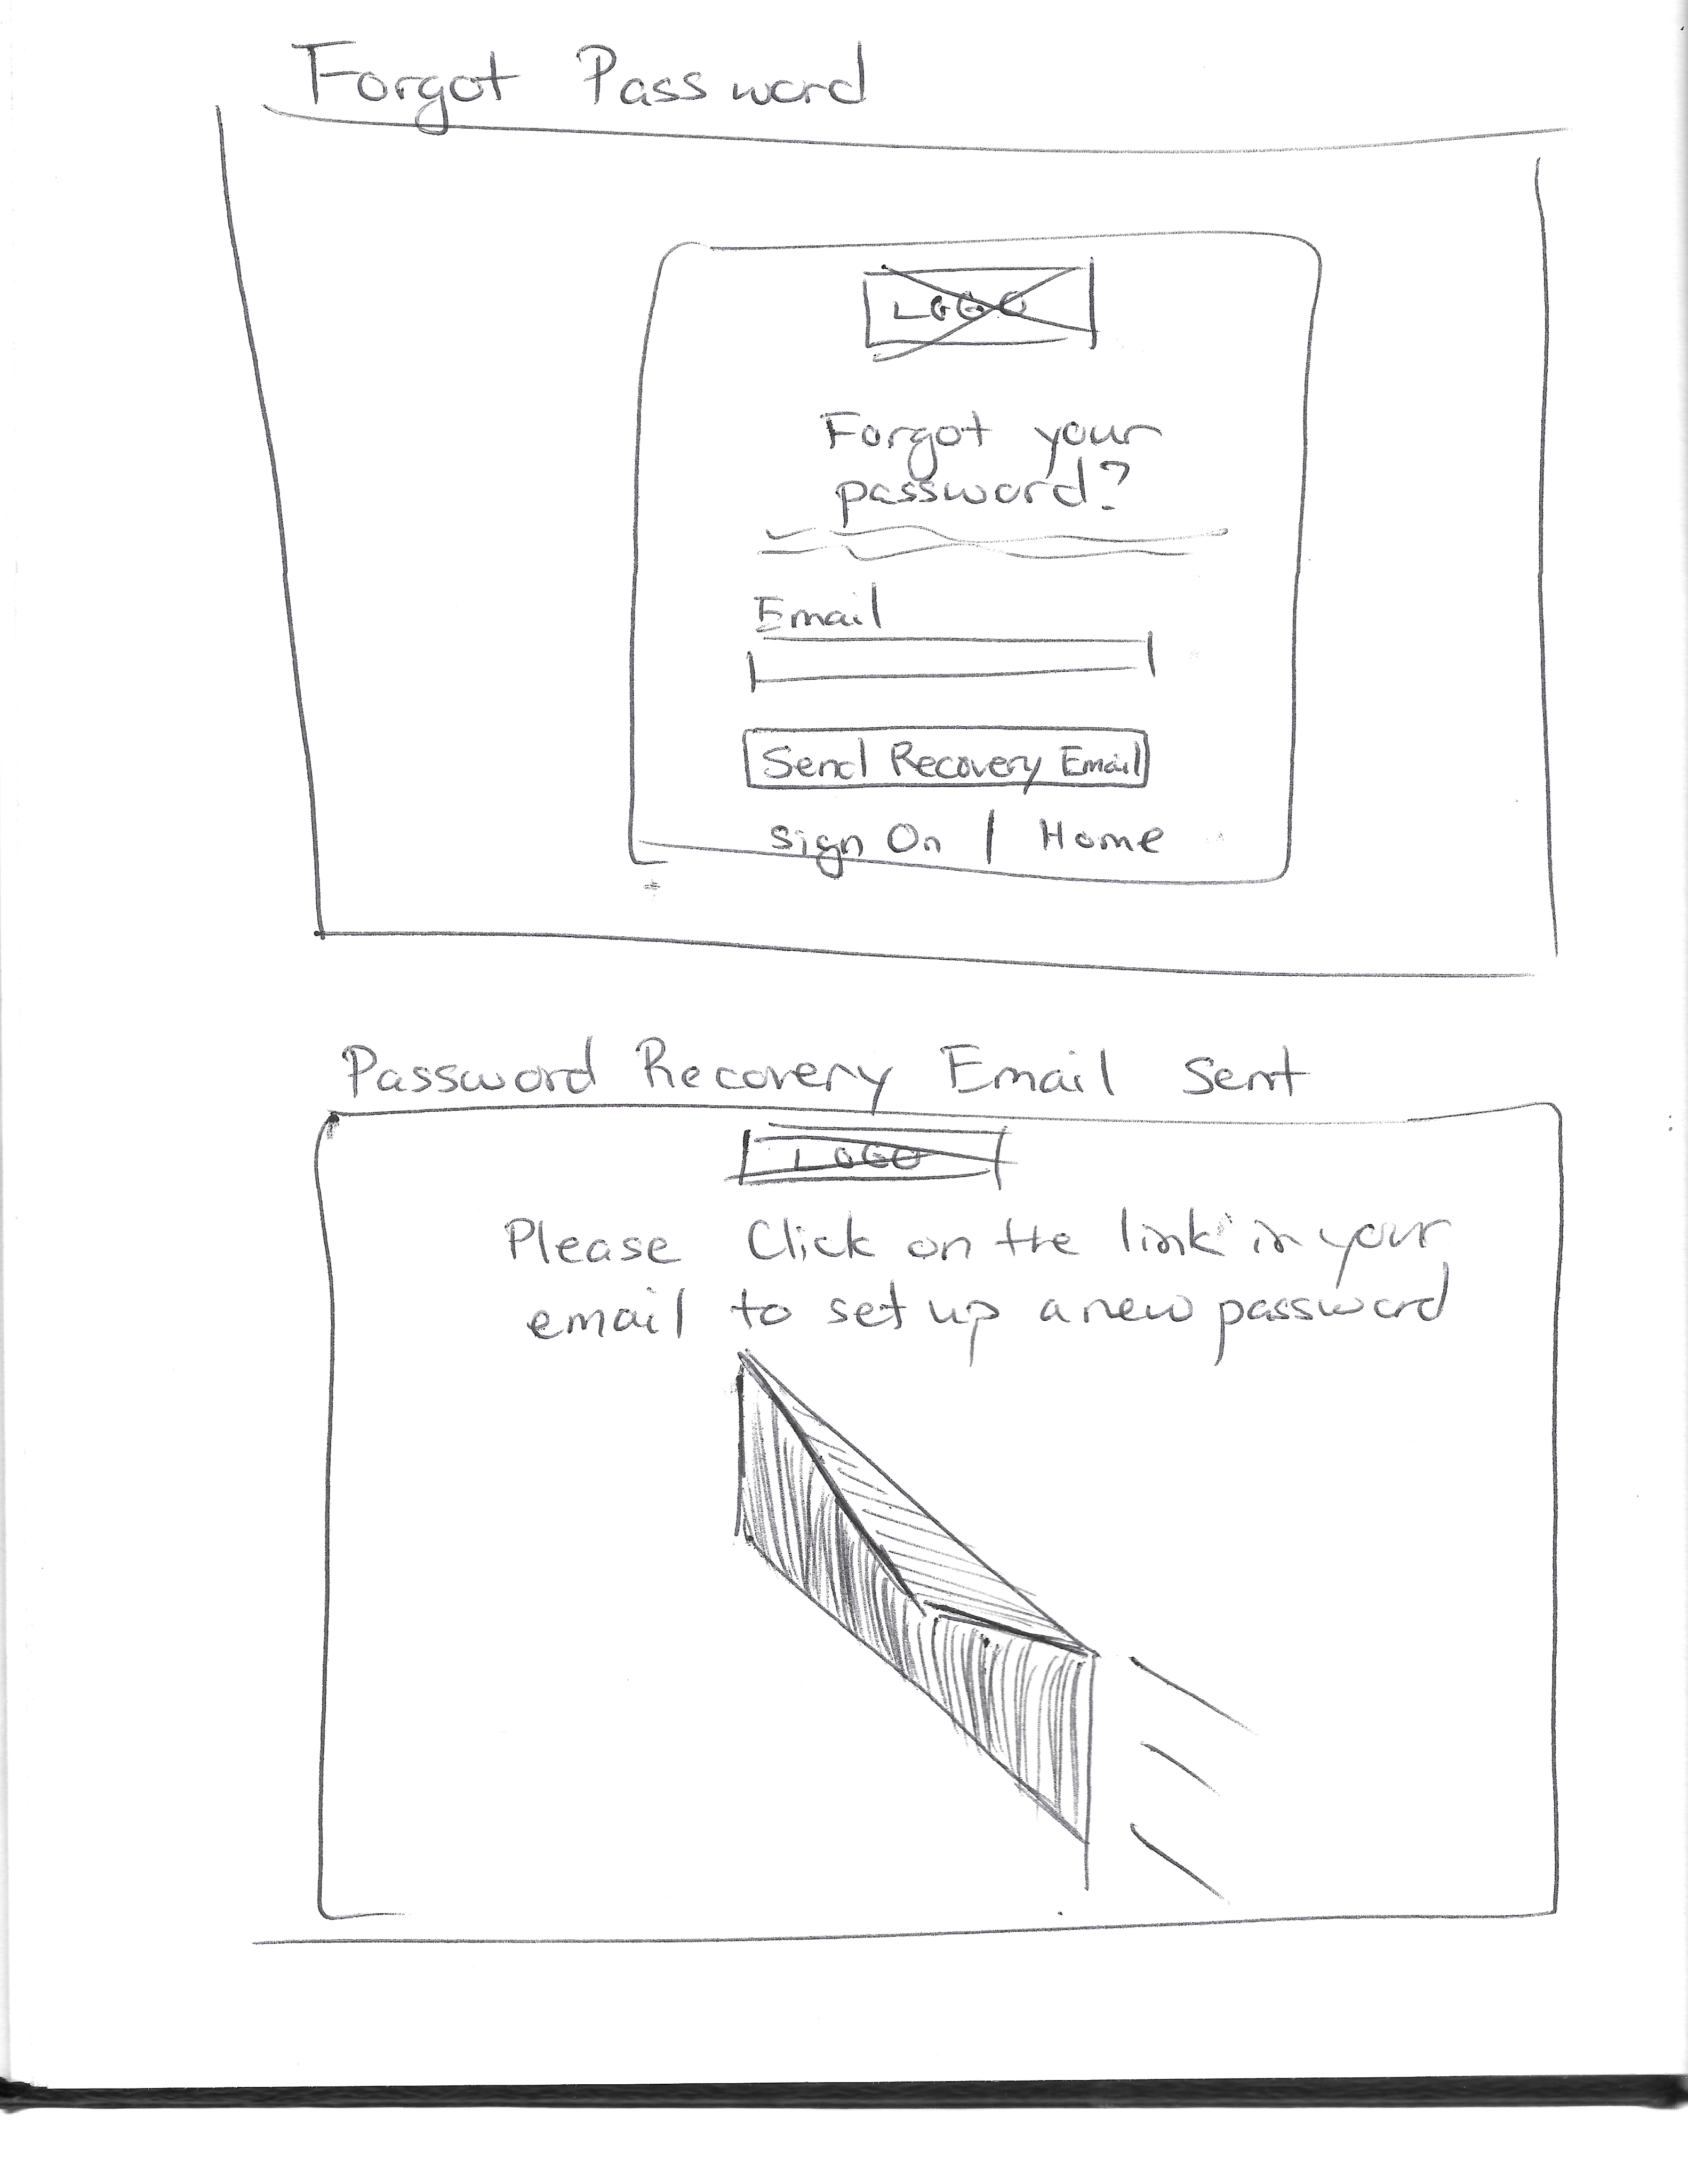 Forgot Password
LOGO
Forgot your
password?
Email
Send Recovery Email
Sign On | Home
Password Recovery Email Sent
LOGO
Please Click on the link in your
email to set up a new password